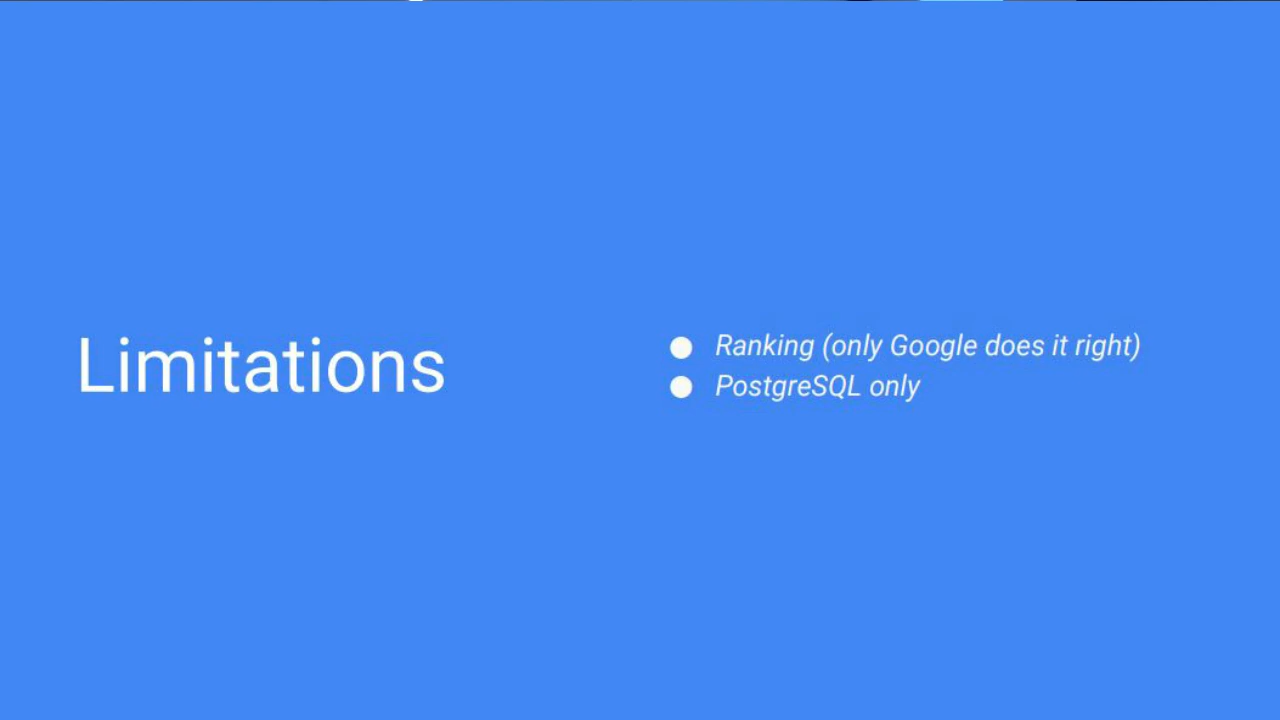 Limitations
● Ranking (only Google does it right)
● PostgreSQL only